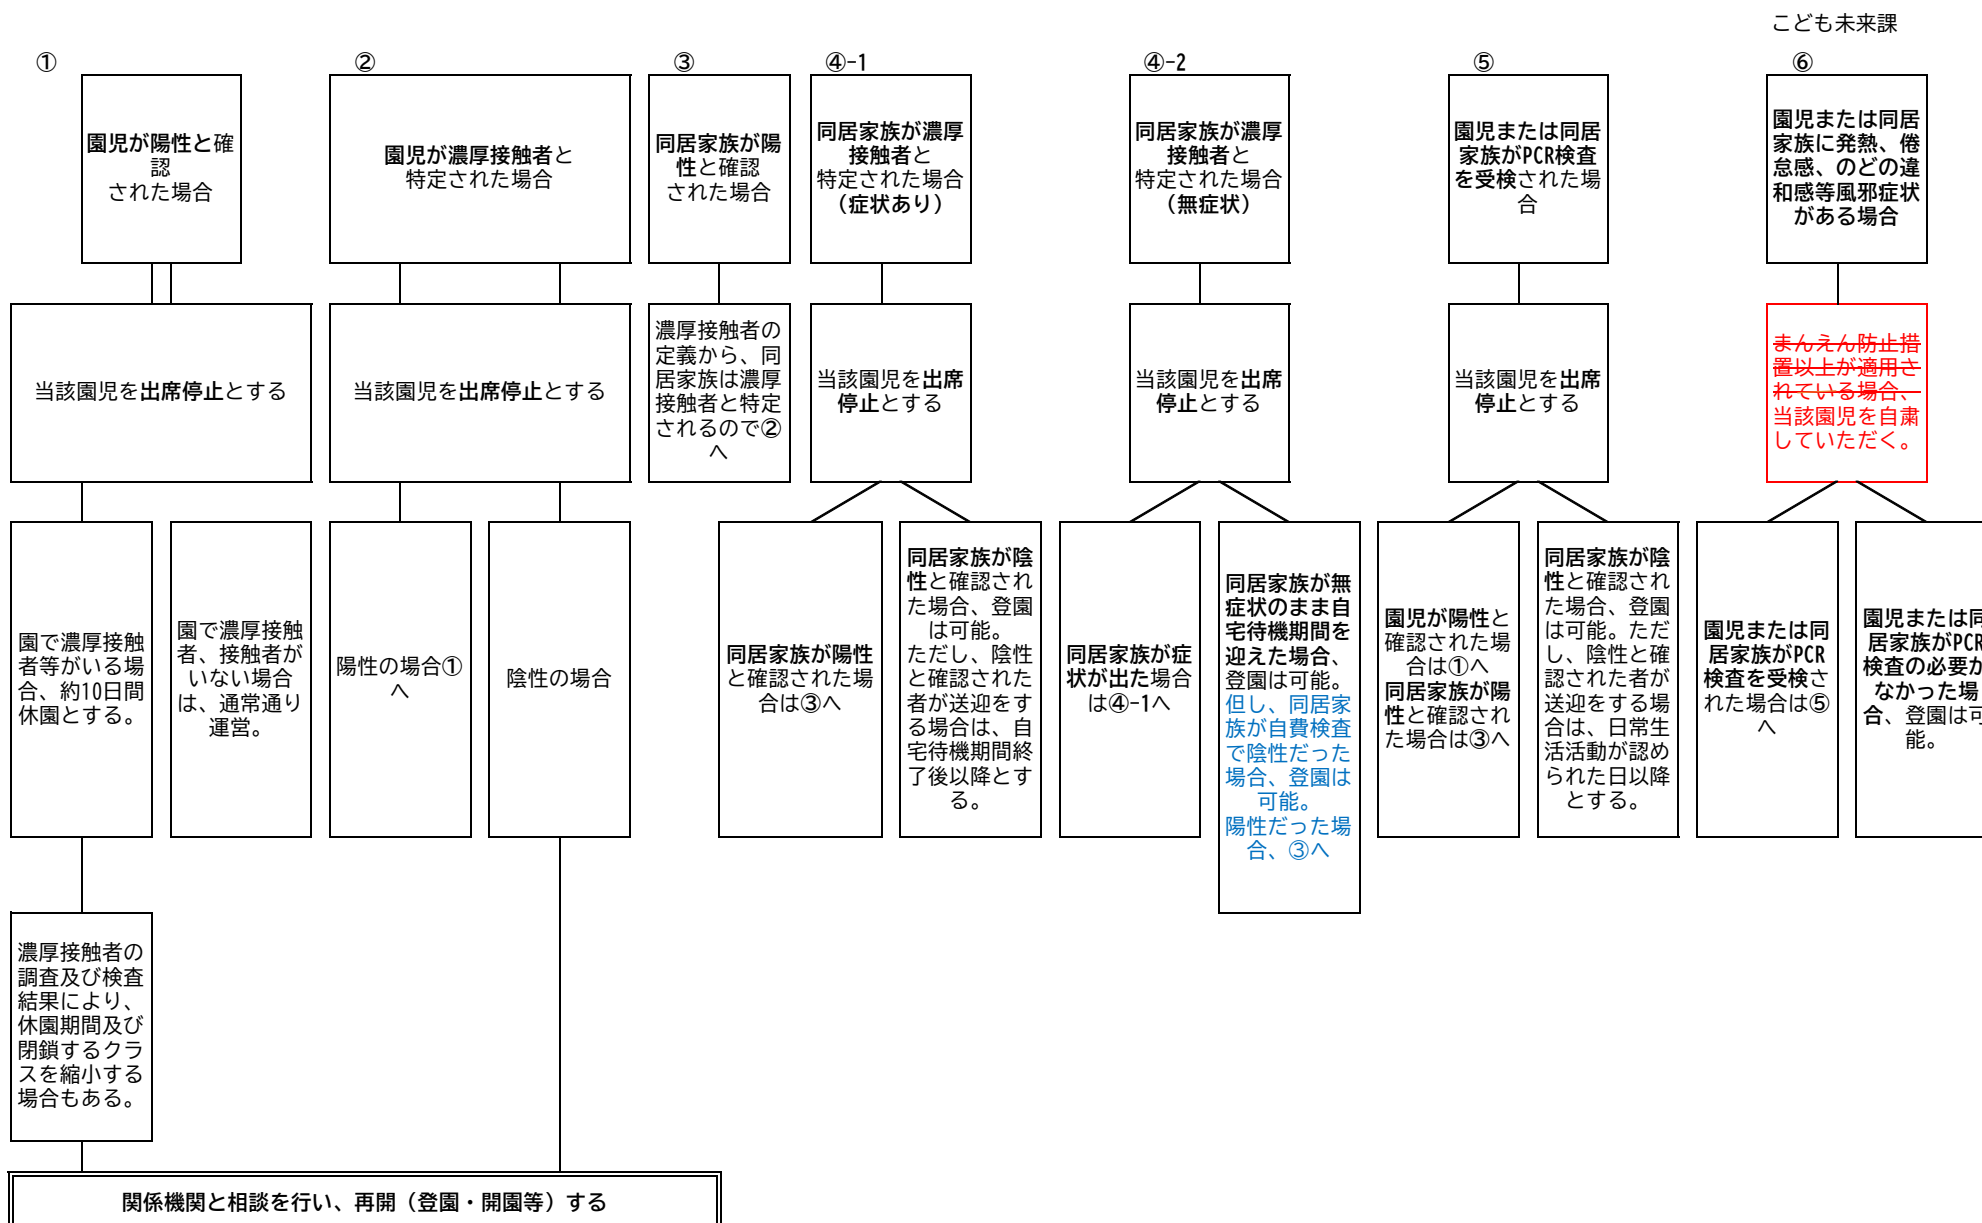 こども未来課
①
園児が陽性と確
認
された場合
当該園児を出席停止とする
園で濃厚接触
者等がいる場
合、約10日間
休園とする。
園で濃厚接触
者、接触者が
いない場合
は、通常通り
運営。
濃厚接触者の
調査及び検査
結果により、
休園期間及び
閉鎖するクラ
スを縮小する
場合もある。
②
園児が濃厚接触者と
特定された場合
当該園児を出席停止とする
陽性の場合①
へ
陰性の場合
③
同居家族が陽
性と確認
された場合
濃厚接触者の
定義から、同
居家族は濃厚
接触者と特定
されるので②
へ
④-1
同居家族が濃厚
接触者と
特定された場合
（症状あり）
当該園児を出席
停止とする
同居家族が陽性
と確認された場
合は③へ
同居家族が陰
性と確認され
た場合、登園
は可能。
ただし、陰性
と確認された
者が送迎をす
る場合は、自
宅待機期間終
了後以降とす
る。
④-2
同居家族が濃厚
接触者と
特定された場合
（無症状）
当該園児を出席
停止とする
同居家族が症
状が出た場合
は④-1へ
同居家族が無
症状のまま自
宅待機期間を
迎えた場合、
登園は可能。
但し、同居家
族が自費検査
で陰性だった
場合、登園は
可能。
陽性だった場
合、③へ
⑤
園児または同居
家族がPCR検査
を受検された場
合
当該園児を出席
停止とする
園児が陽性と
確認された場
合は①へ
同居家族が陽
性と確認され
た場合は③へ
同居家族が陰
性と確認され
た場合、登園
は可能。ただ
し、陰性と確
認された者が
送迎をする場
合は、日常生
活活動が認め
られた日以降
とする。
⑥
園児または同居
家族に発熱、倦
怠感、のどの違
和感等風邪症状
がある場合
まんえん防止措
置以上が適用さ
れている場合、
当該園児を自粛
していただく。
園児または同
居家族がPCR
検査を受検さ
れた場合は⑤
へ
園児または同
居家族がPCR
検査の必要が
なかった場
合、登園は可
能。
関係機関と相談を行い、再開（登園・開園等）する